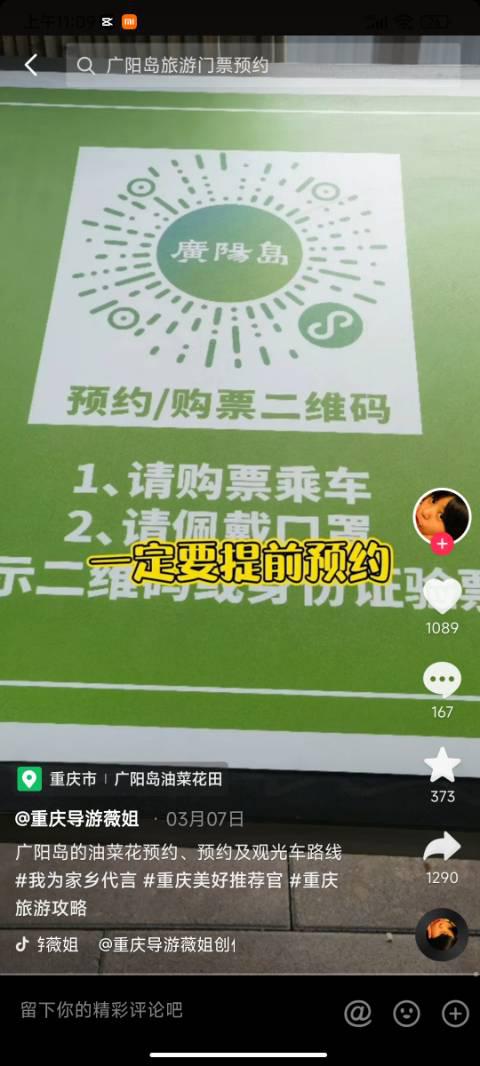 上午11:09
广阳岛旅游门票预约
廣陽島
预约/购票二维码
1、请购票乘车
2、请佩戴口罩
一定要提前预约
示二维码或身份证验票
1089
167
373
1290
重庆市 | 广阳岛油菜花田
@重庆导游薇姐 · 03月07日
广阳岛的油菜花预约、预约及观光车路线
#我为家乡代言 #重庆美好推荐官 #重庆
旅游攻略
薇姐 @重庆导游薇姐创
留下你的精彩评论吧